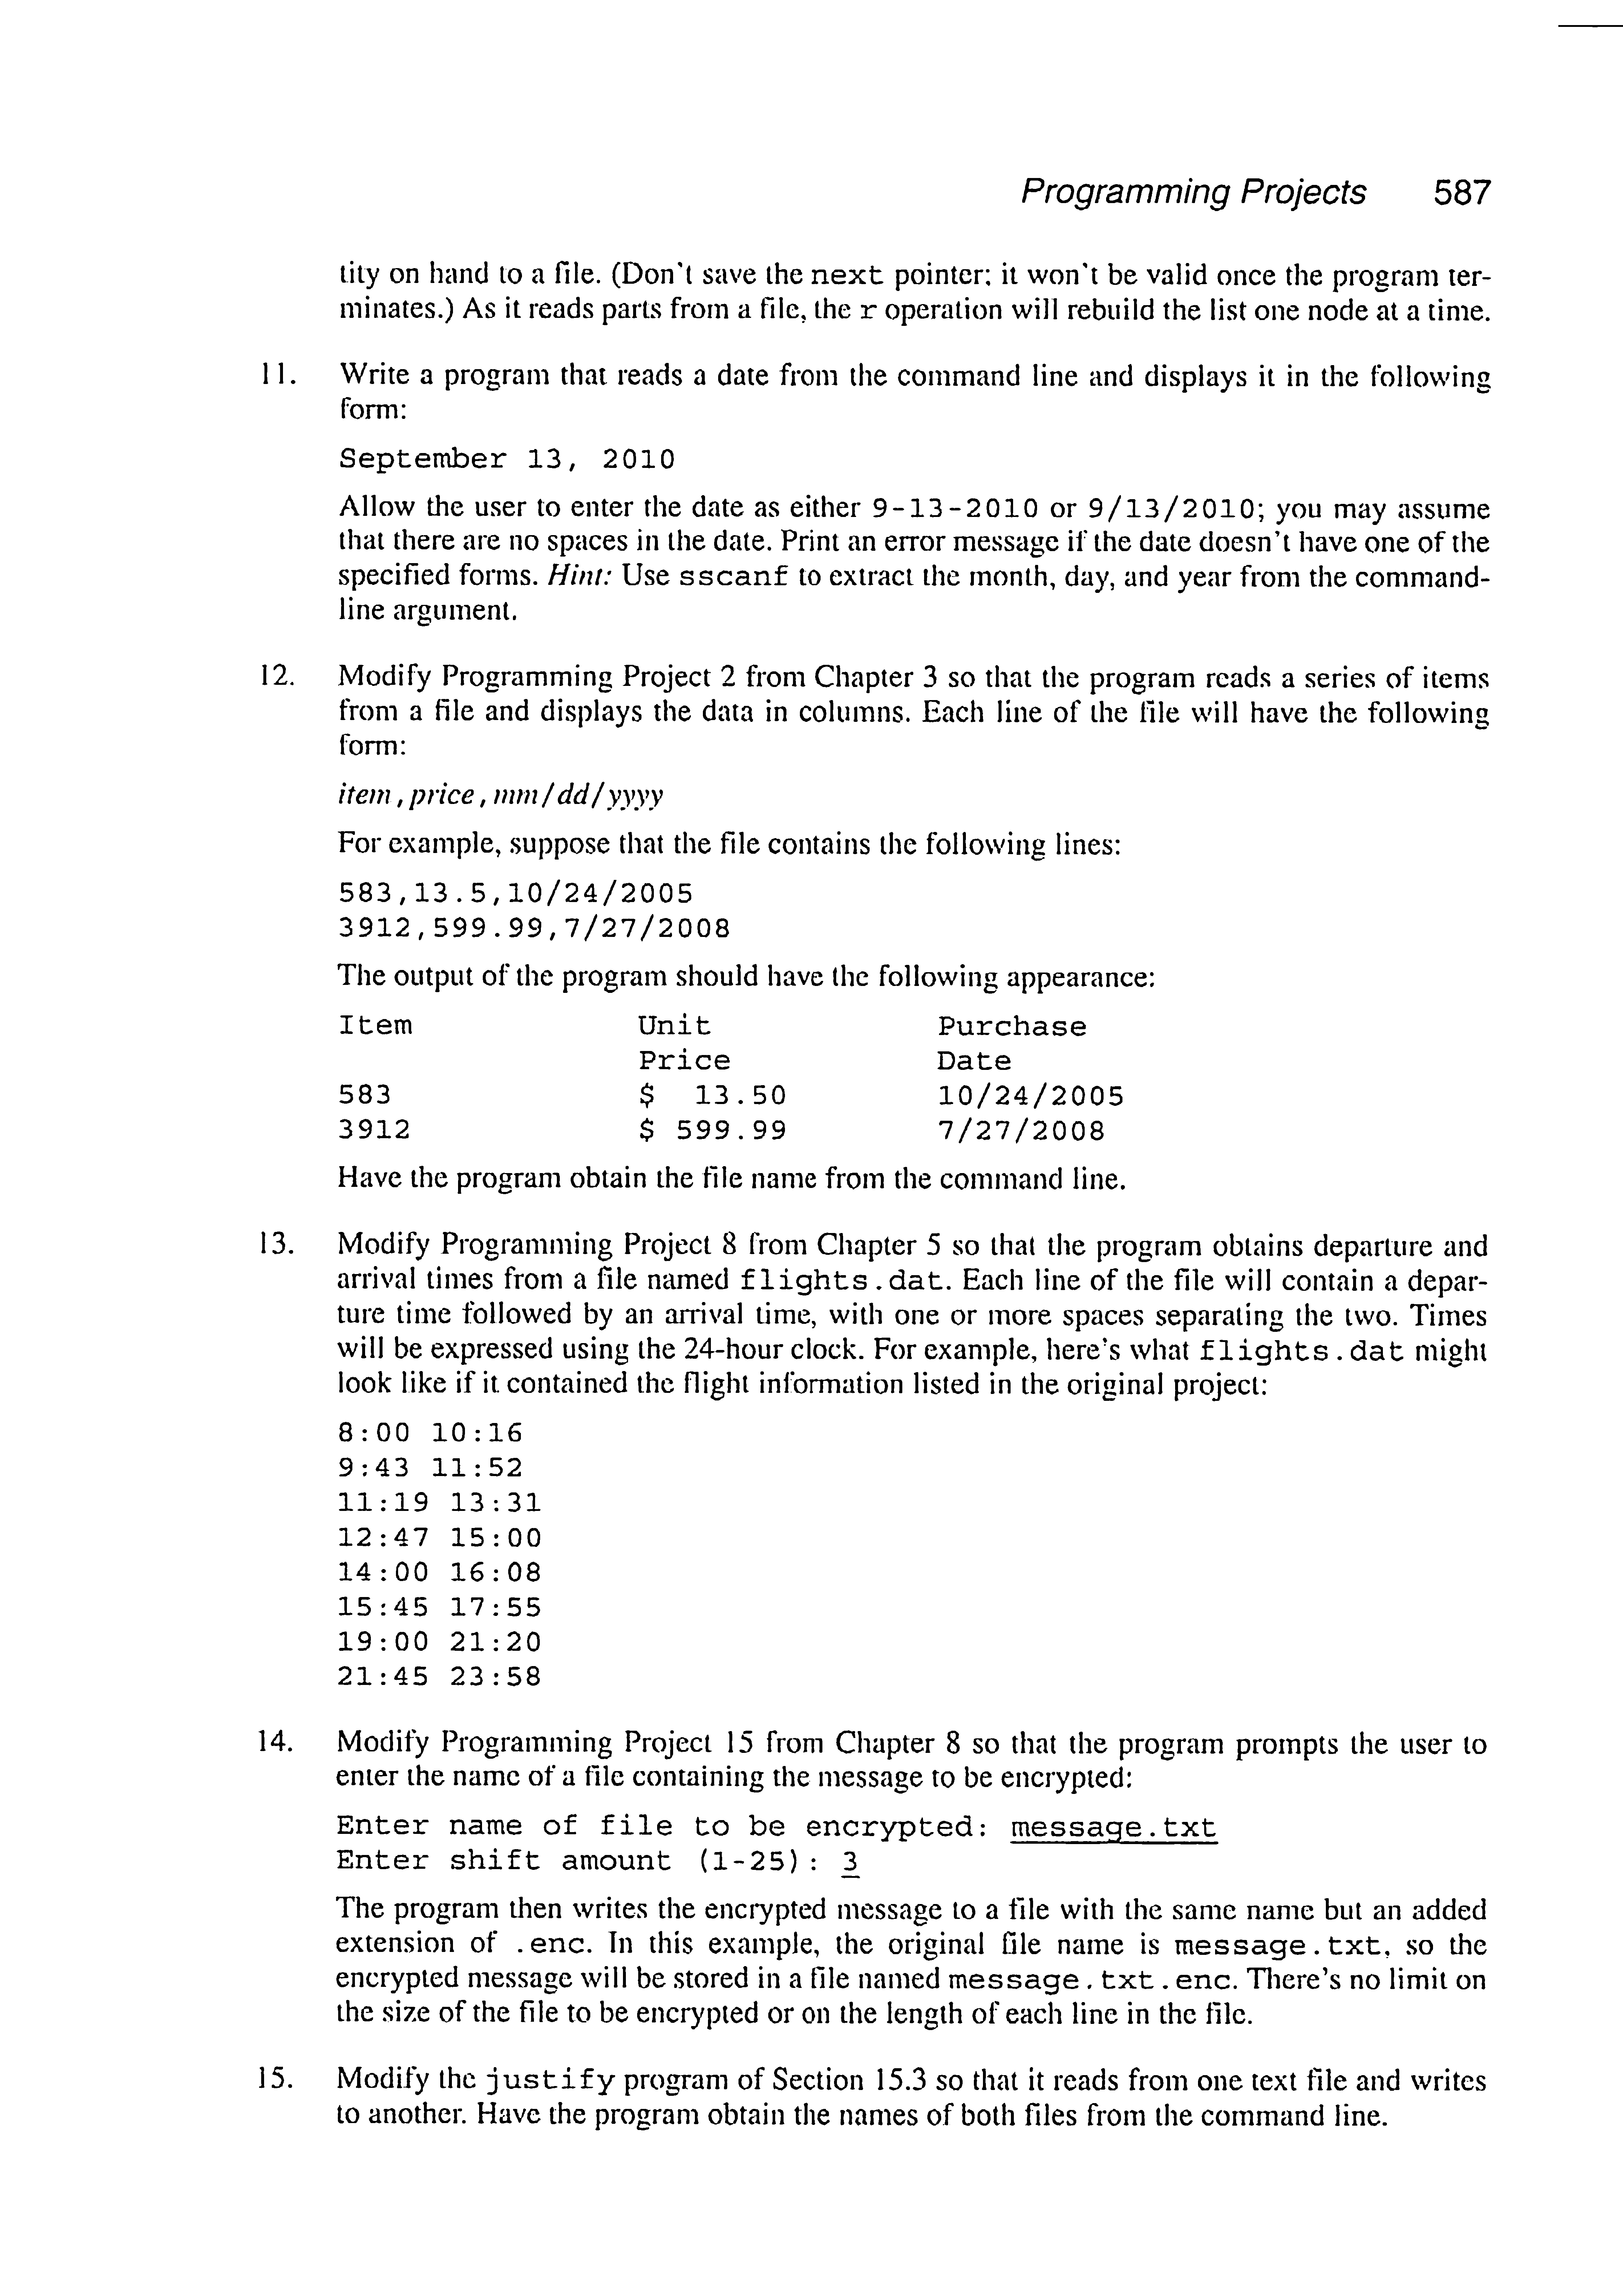 Programming Projects 587
tity on hand to a file. (Don't save the next pointer; it won't be valid once the program ter-
minates.) As it reads parts from a file, the r operation will rebuild the list one node at a time.
11. Write a program that reads a date from the command line and displays it in the following
form:
September 13, 2010
Allow the user to enter the date as either 9-13-2010 or 9/13/2010; you may assume
that there are no spaces in the date. Print an error message if the date doesn't have one of the
specified forms. Hint: Use sscanf to extract the month, day, and year from the command-
line argument.
12. Modify Programming Project 2 from Chapter 3 so that the program reads a series of items
from a file and displays the data in columns. Each line of the file will have the following
form:
item,price,mm/dd/yyyy
For example, suppose that the file contains the following lines:
583,13.5,10/24/2005
3912,599.99,7/27/2008
The output of the program should have the following appearance:
Item Unit Purchase
Price Date
583 $ 13.50 10/24/2005
3912 $ 599.99 7/27/2008
Have the program obtain the file name from the command line.
13. Modify Programming Project 8 from Chapter 5 so that the program obtains departure and
arrival times from a file named flights.dat. Each line of the file will contain a depar-
ture time followed by an arrival time, with one or more spaces separating the two. Times
will be expressed using the 24-hour clock. For example, here's what flights.dat might
look like if it contained the flight information listed in the original project:
8:00 10:16
9:43 11:52
11:19 13:31
12:47 15:00
14:00 16:08
15:45 17:55
19:00 21:20
21:45 23:58
14. Modify Programming Project 15 from Chapter 8 so that the program prompts the user to
enter the name of a file containing the message to be encrypted:
Enter name of file to be encrypted: message.txt
Enter shift amount (1-25): 3
The program then writes the encrypted message to a file with the same name but an added
extension of .enc. In this example, the original file name is message.txt, so the
encrypted message will be stored in a file named message.txt.enc. There's no limit on
the size of the file to be encrypted or on the length of each line in the file.
15. Modify the justify program of Section 15.3 so that it reads from one text file and writes
to another. Have the program obtain the names of both files from the command line.